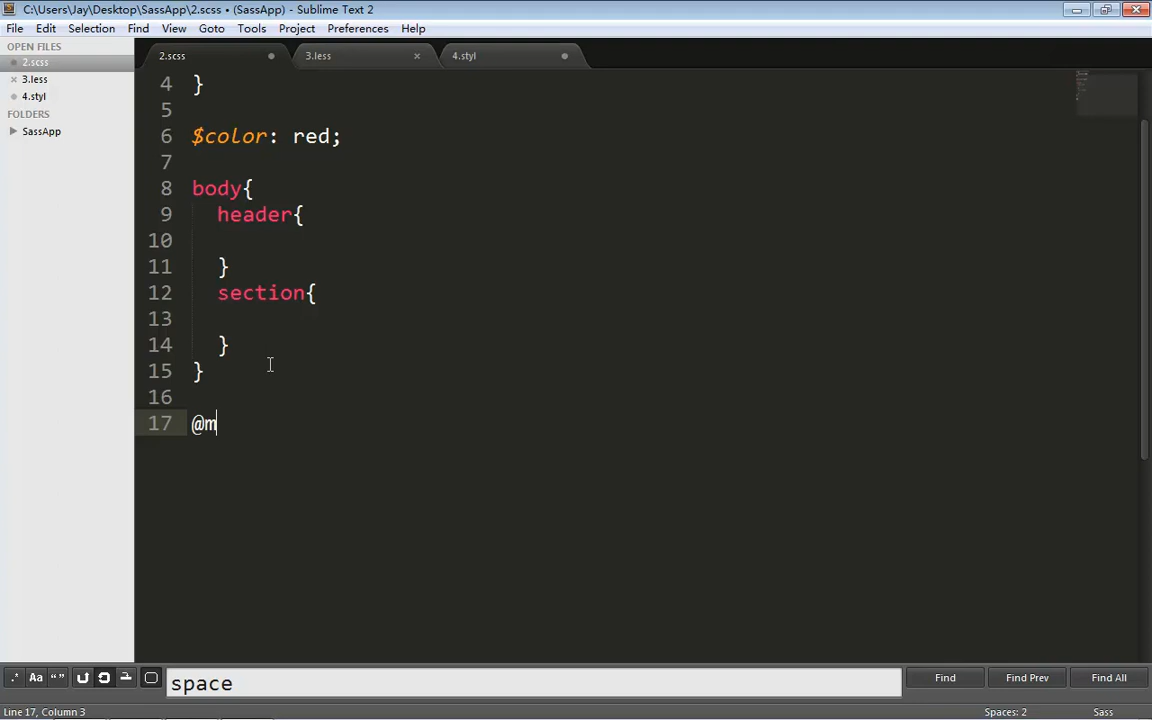 C:\Users\Jay\Desktop\SassApp\2.scss • (SassApp) - Sublime Text 2
File Edit Selection Find View Goto Tools Project Preferences Help
OPEN FILES
2.scss
3.less
4.styl
FOLDERS
SassApp
2.scss 3.less 4.styl
4 }
5
6 $color: red;
7
8 body{
9 header{
10
11 }
12 section{
13
14 }
15 }
16
17 @m
.* Aa “ ” space Find Find Prev Find All
Line 17, Column 3 Spaces: 2 Sass